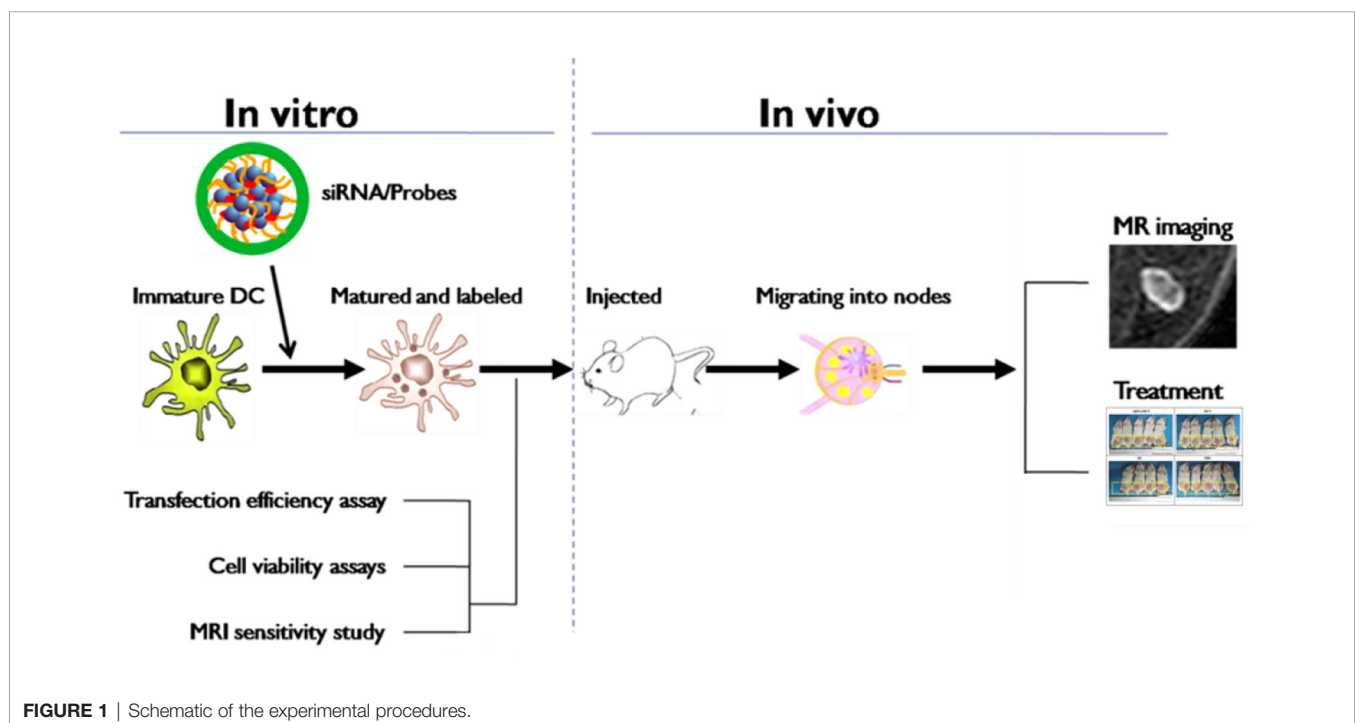 In vitro
In vivo
siRNA/Probes
MR imaging
Immature DC
Matured and labeled
Injected
Migrating into nodes
Treatment
Transfection efficiency assay
Cell viability assays
MRI sensitivity study
FIGURE 1 | Schematic of the experimental procedures.